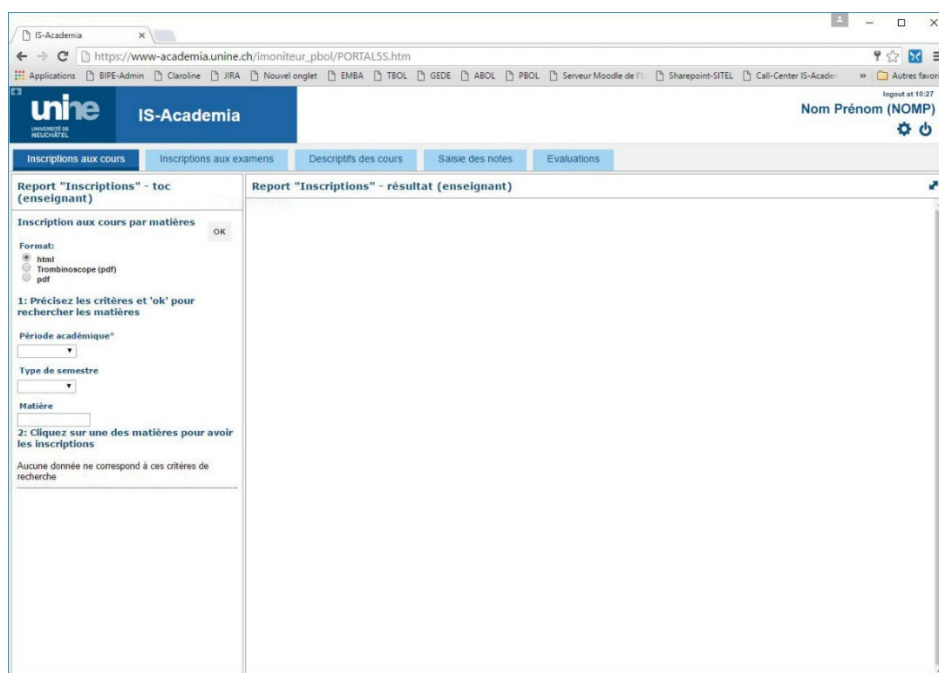 IS-Academia
https://www-academia.unine.ch/imoniteur_pbol/PORTAL5S.htm
Applications BIPE-Admin Claroline JIRA Nouvel onglet EMBA TBOL GEDE ABOL PBOL Serveur Moodle de l' Sharepoint-SITEL Call-Center IS-Acade » Autres favori
logout at 10:27
unine
UNIVERSITÉ DE
NEUCHÂTEL
IS-Academia
Nom Prénom (NOMP)
Inscriptions aux cours Inscriptions aux examens Descriptifs des cours Saisie des notes Evaluations
Report "Inscriptions" - toc
(enseignant)
Report "Inscriptions" - résultat (enseignant)
Inscription aux cours par matières
OK
Format:
html
Trombinoscope (pdf)
pdf
1: Précisez les critères et 'ok' pour
rechercher les matières
Période académique*
Type de semestre
Matière
2: Cliquez sur une des matières pour avoir
les inscriptions
Aucune donnée ne correspond à ces critères de
recherche